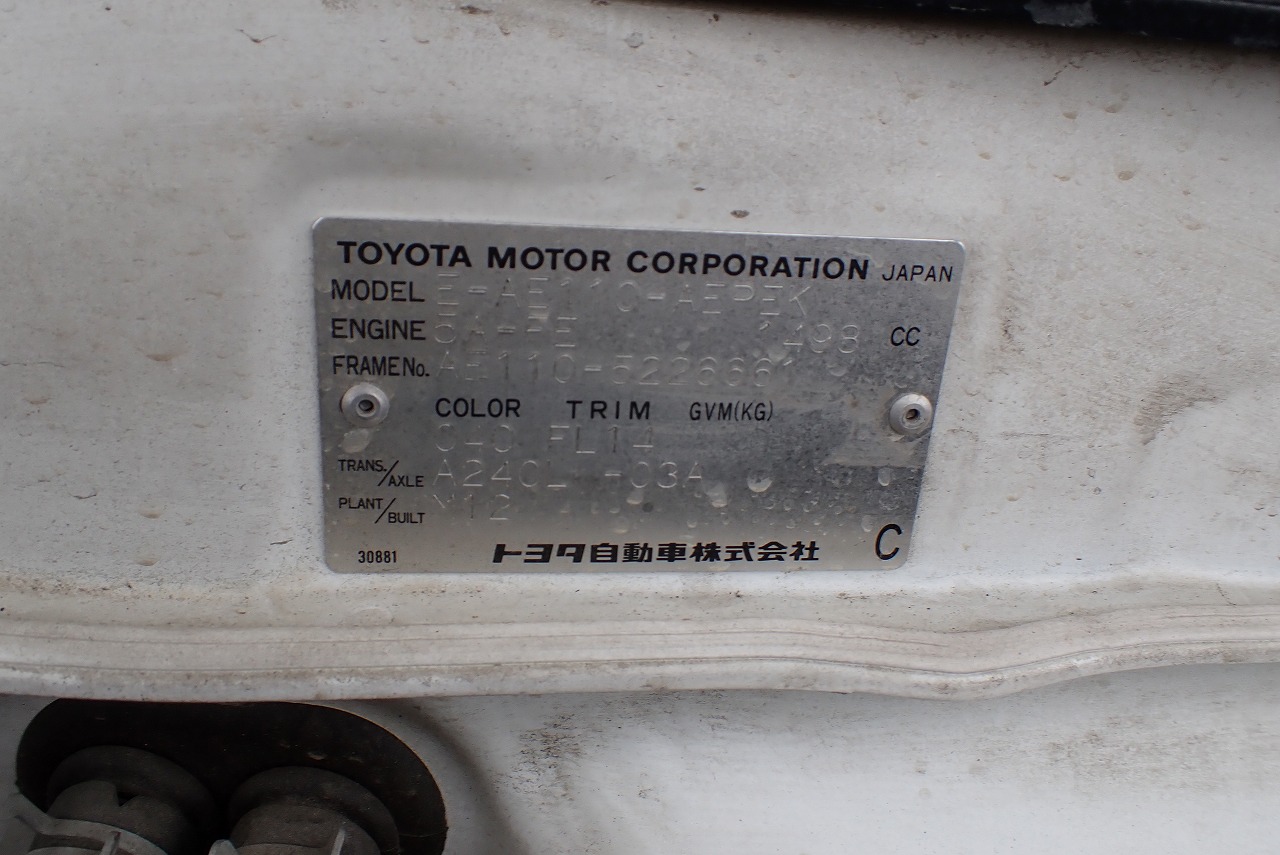 TOYOTA MOTOR CORPORATION JAPAN
MODEL E-AE110-AEPEK
ENGINE 5A-FE 1498 CC
FRAME No. AE110-5226661
COLOR TRIM GVM(KG)
040 FL14
TRANS./AXLE A240L -03A
PLANT/BUILT M12
30881 トヨタ自動車株式会社 C